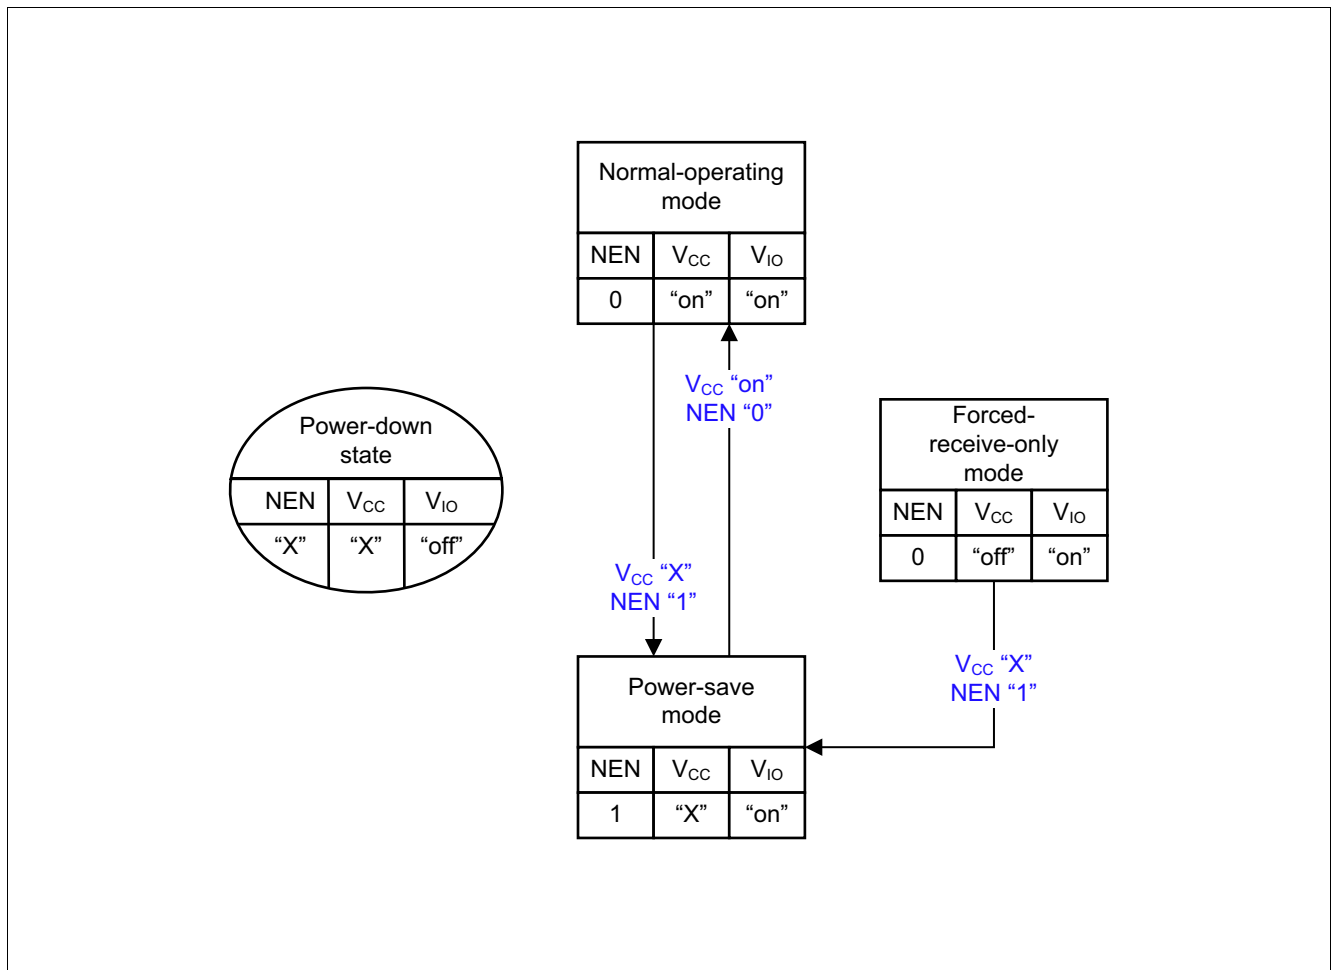 Normal-operating
mode
NEN VCC VIO
0 “on” “on”
VCC “on”
NEN “0”
Power-down
state
NEN VCC VIO
“X” “X” “off”
Forced-
receive-only
mode
NEN VCC VIO
0 “off” “on”
VCC “X”
NEN “1”
VCC “X”
NEN “1”
Power-save
mode
NEN VCC VIO
1 “X” “on”